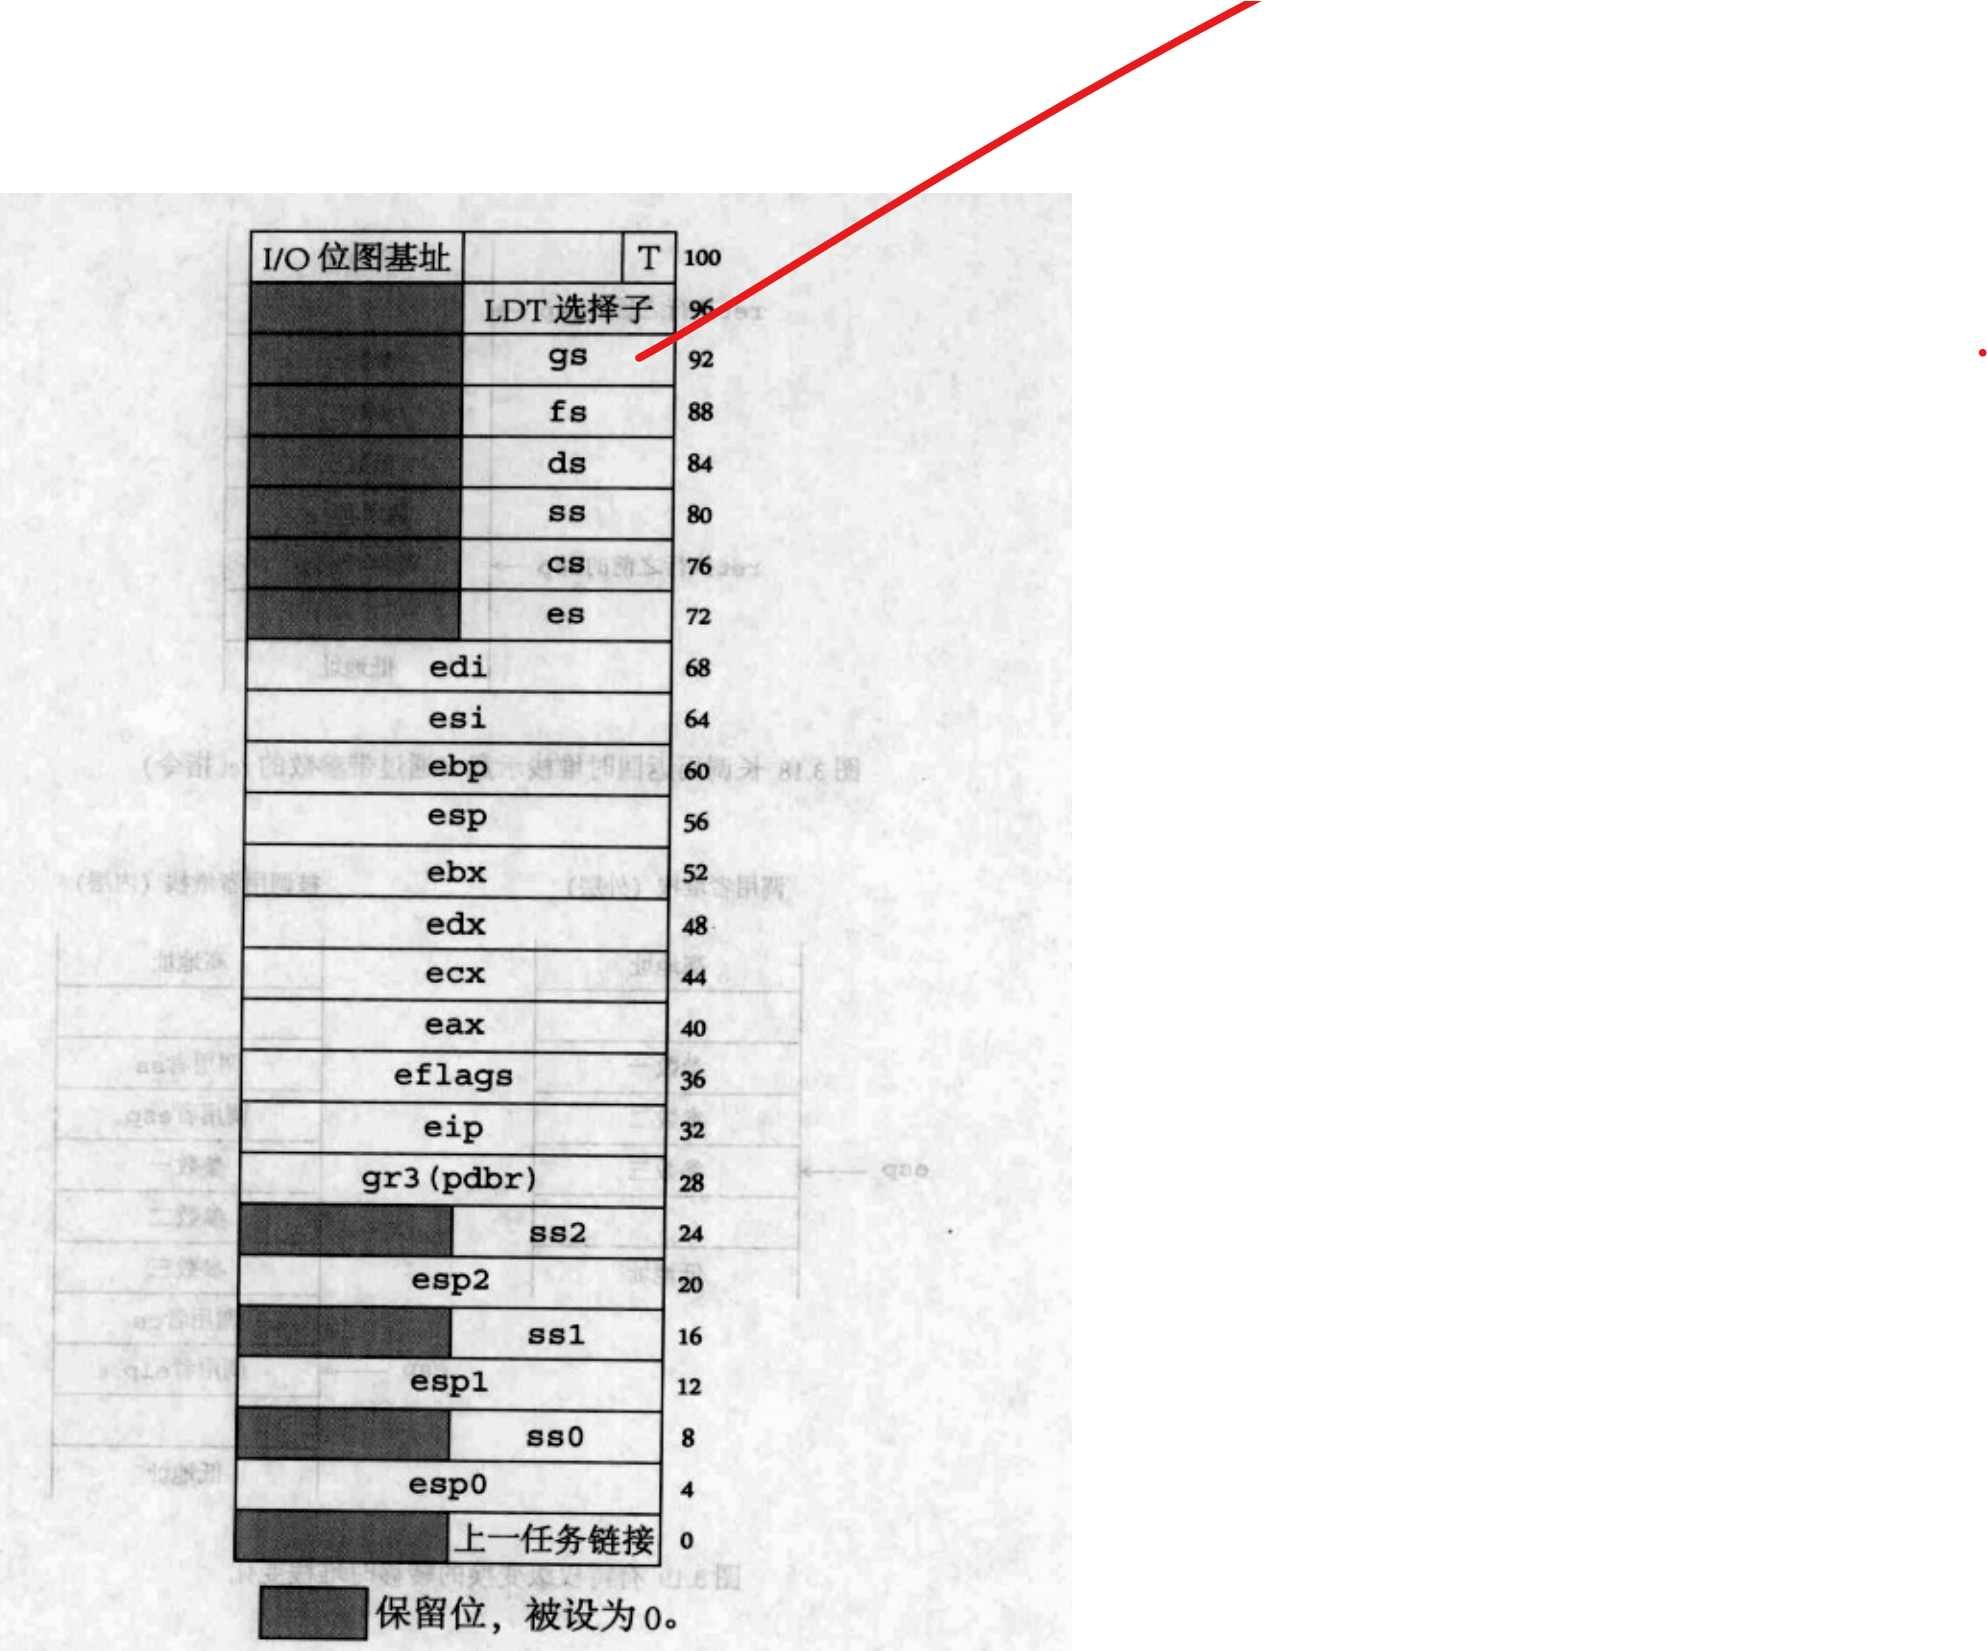 I/O 位图基址 T 100
LDT 选择子 96
gs 92
fs 88
ds 84
ss 80
cs 76
es 72
edi 68
esi 64
ebp 60
esp 56
ebx 52
edx 48
ecx 44
eax 40
eflags 36
eip 32
gr3(pdbr) 28
ss2 24
esp2 20
ss1 16
esp1 12
ss0 8
esp0 4
上一任务链接 0
保留位，被设为0。